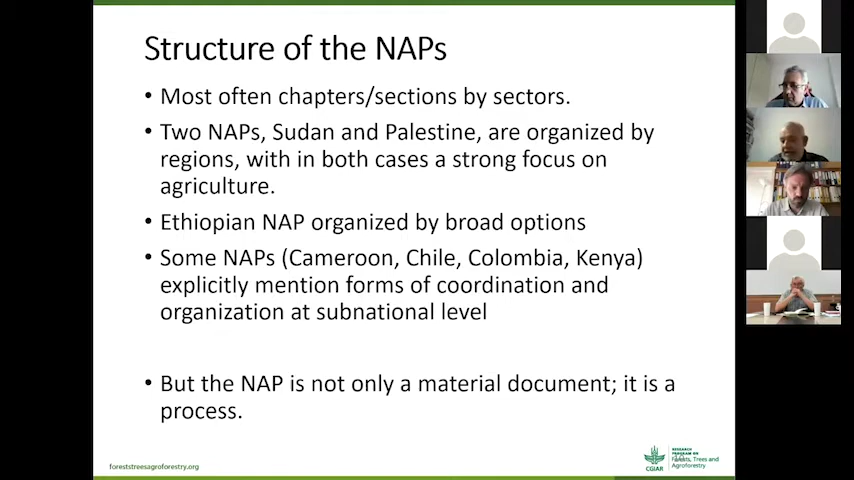 Structure of the NAPs
• Most often chapters/sections by sectors.
• Two NAPs, Sudan and Palestine, are organized by
regions, with in both cases a strong focus on
agriculture.
• Ethiopian NAP organized by broad options
• Some NAPs (Cameroon, Chile, Colombia, Kenya)
explicitly mention forms of coordination and
organization at subnational level
• But the NAP is not only a material document; it is a
process.
foreststreesagroforestry.org
CGIAR
RESEARCH
PROGRAM ON
Forests, Trees and
Agroforestry